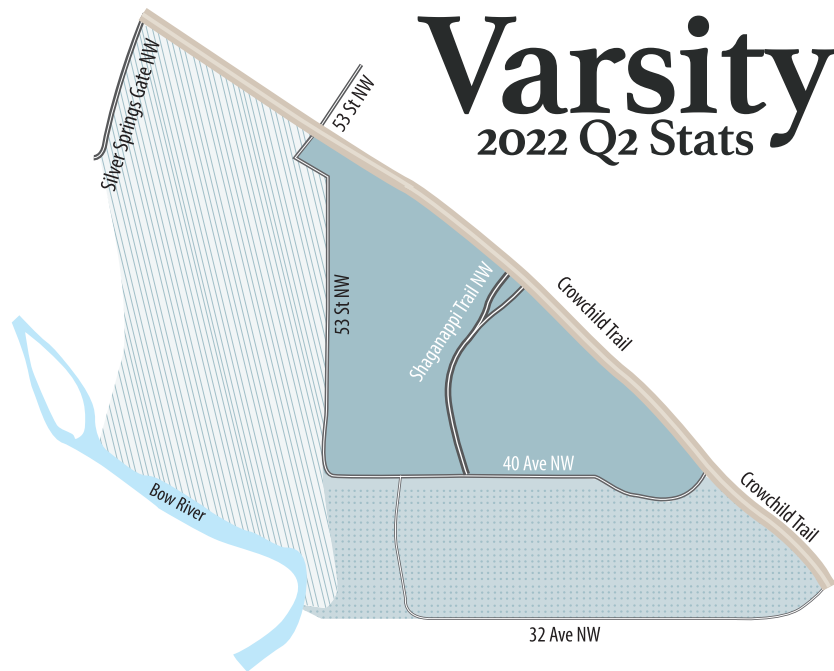 Varsity
2022 Q2 Stats
Silver Springs Gate NW
53 St NW
53 St NW
Shaganappi Trail NW
Crowchild Trail
40 Ave NW
Crowchild Trail
Bow River
32 Ave NW